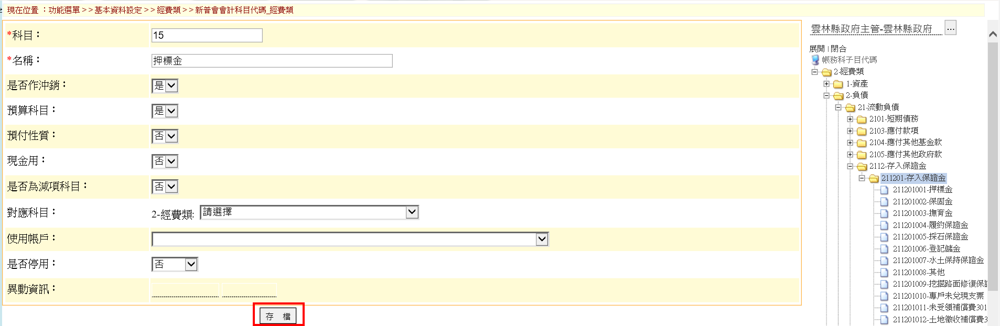 現在位置：功能選單>>基本資料設定>>經費類>>新普會會計科目代碼_經費類
*科目： 15
*名稱： 押標金
是否作沖銷： 是
預算科目： 是
預付性質： 否
現金用： 否
是否為減項科目： 否
對應科目： 2-經費類: 請選擇
使用帳戶：
是否停用： 否
異動資訊：
存 檔
雲林縣政府主管-雲林縣政府 ...
展開 | 閉合
帳務科子目代碼
2-經費類
1-資產
2-負債
21-流動負債
2101-短期債務
2103-應付款項
2104-應付其他基金款
2105-應付其他政府款
2112-存入保證金
211201-存入保證金
211201001-押標金
211201002-保固金
211201003-撫育金
211201004-履約保證金
211201005-採石保證金
211201006-登記儲金
211201007-水土保持保證金
211201008-其他
211201009-挖掘路面修復保
211201010-專戶未兌現支票
211201011-未受領補償費301
211201012-土地徵收補償費3